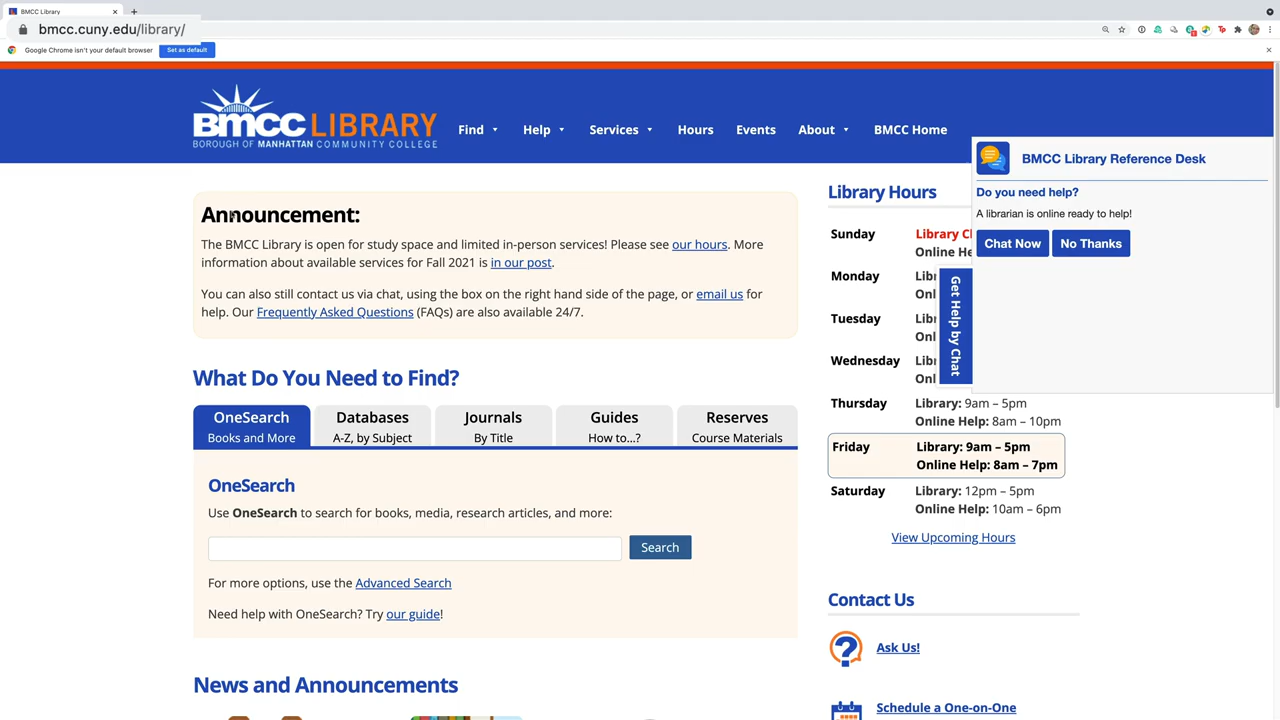 BMCC Library
bmcc.cuny.edu/library/
Google Chrome isn't your default browser
Set as default
BMCC LIBRARY
BOROUGH OF MANHATTAN COMMUNITY COLLEGE
Find
Help
Services
Hours
Events
About
BMCC Home
BMCC Library Reference Desk
Do you need help?
A librarian is online ready to help!
Chat Now
No Thanks
Get Help by Chat
Announcement:
The BMCC Library is open for study space and limited in-person services! Please see our hours. More
information about available services for Fall 2021 is in our post.
You can also still contact us via chat, using the box on the right hand side of the page, or email us for
help. Our Frequently Asked Questions (FAQs) are also available 24/7.
What Do You Need to Find?
OneSearch
Books and More
Databases
A-Z, by Subject
Journals
By Title
Guides
How to...?
Reserves
Course Materials
OneSearch
Use OneSearch to search for books, media, research articles, and more:
Search
For more options, use the Advanced Search
Need help with OneSearch? Try our guide!
News and Announcements
Library Hours
Sunday
Library
Online
Monday
Tuesday
Wednesday
Thursday
Library: 9am – 5pm
Online Help: 8am – 10pm
Friday
Library: 9am – 5pm
Online Help: 8am – 7pm
Saturday
Library: 12pm – 5pm
Online Help: 10am – 6pm
View Upcoming Hours
Contact Us
Ask Us!
Schedule a One-on-One